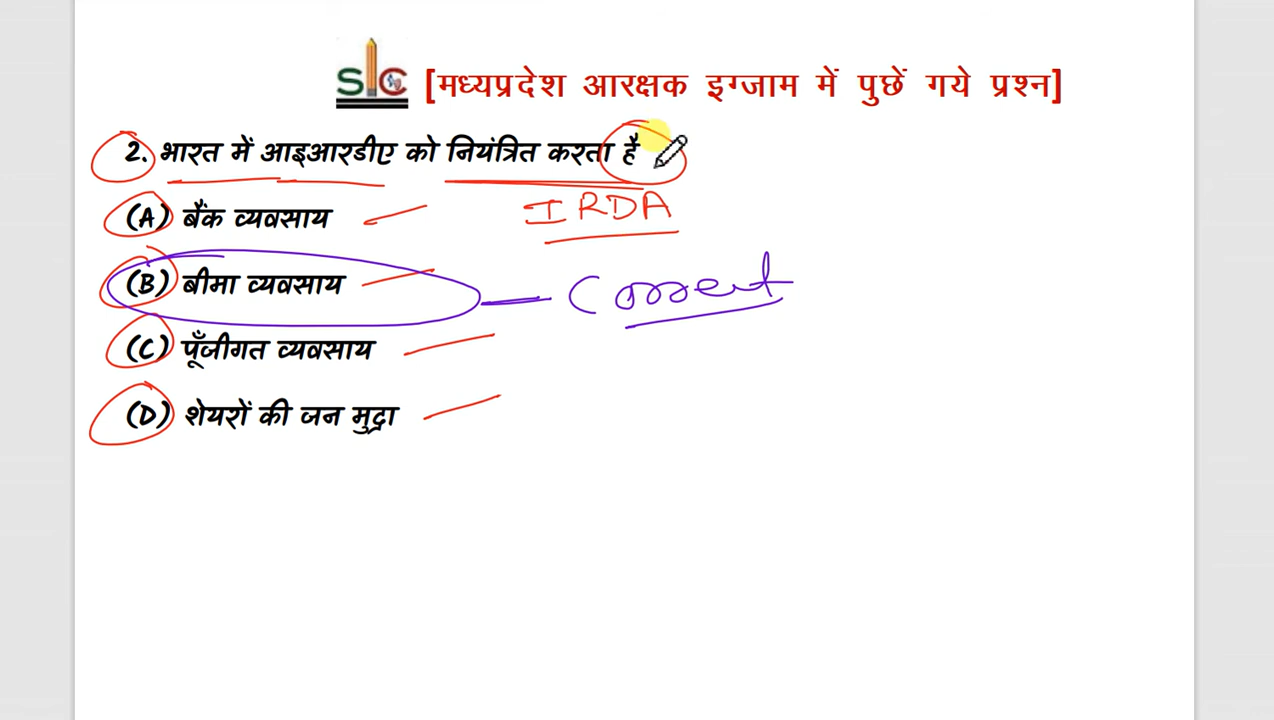 SIC [मध्यप्रदेश आरक्षक इग्जाम में पुछें गये प्रश्न]
2. भारत में आइआरडीए को नियंत्रित करता है
(A) बैंक व्यवसाय
IRDA
(B) बीमा व्यवसाय
Correct
(C) पूँजीगत व्यवसाय
(D) शेयरों की जन मुद्रा